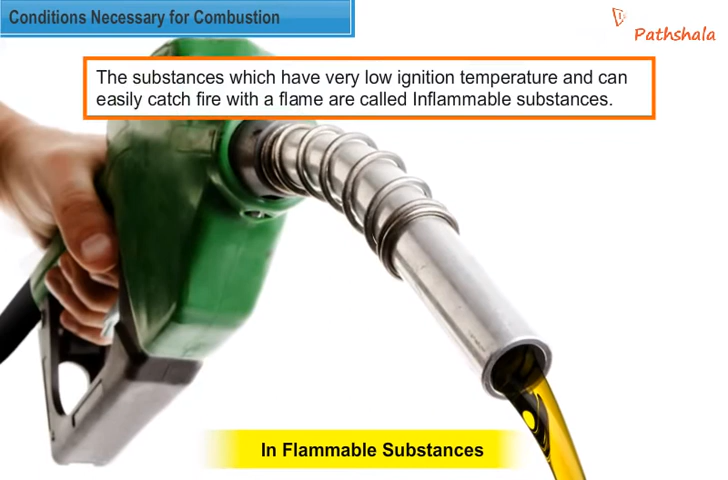 Conditions Necessary for Combustion
Pathshala
The substances which have very low ignition temperature and can
easily catch fire with a flame are called Inflammable substances.
In Flammable Substances